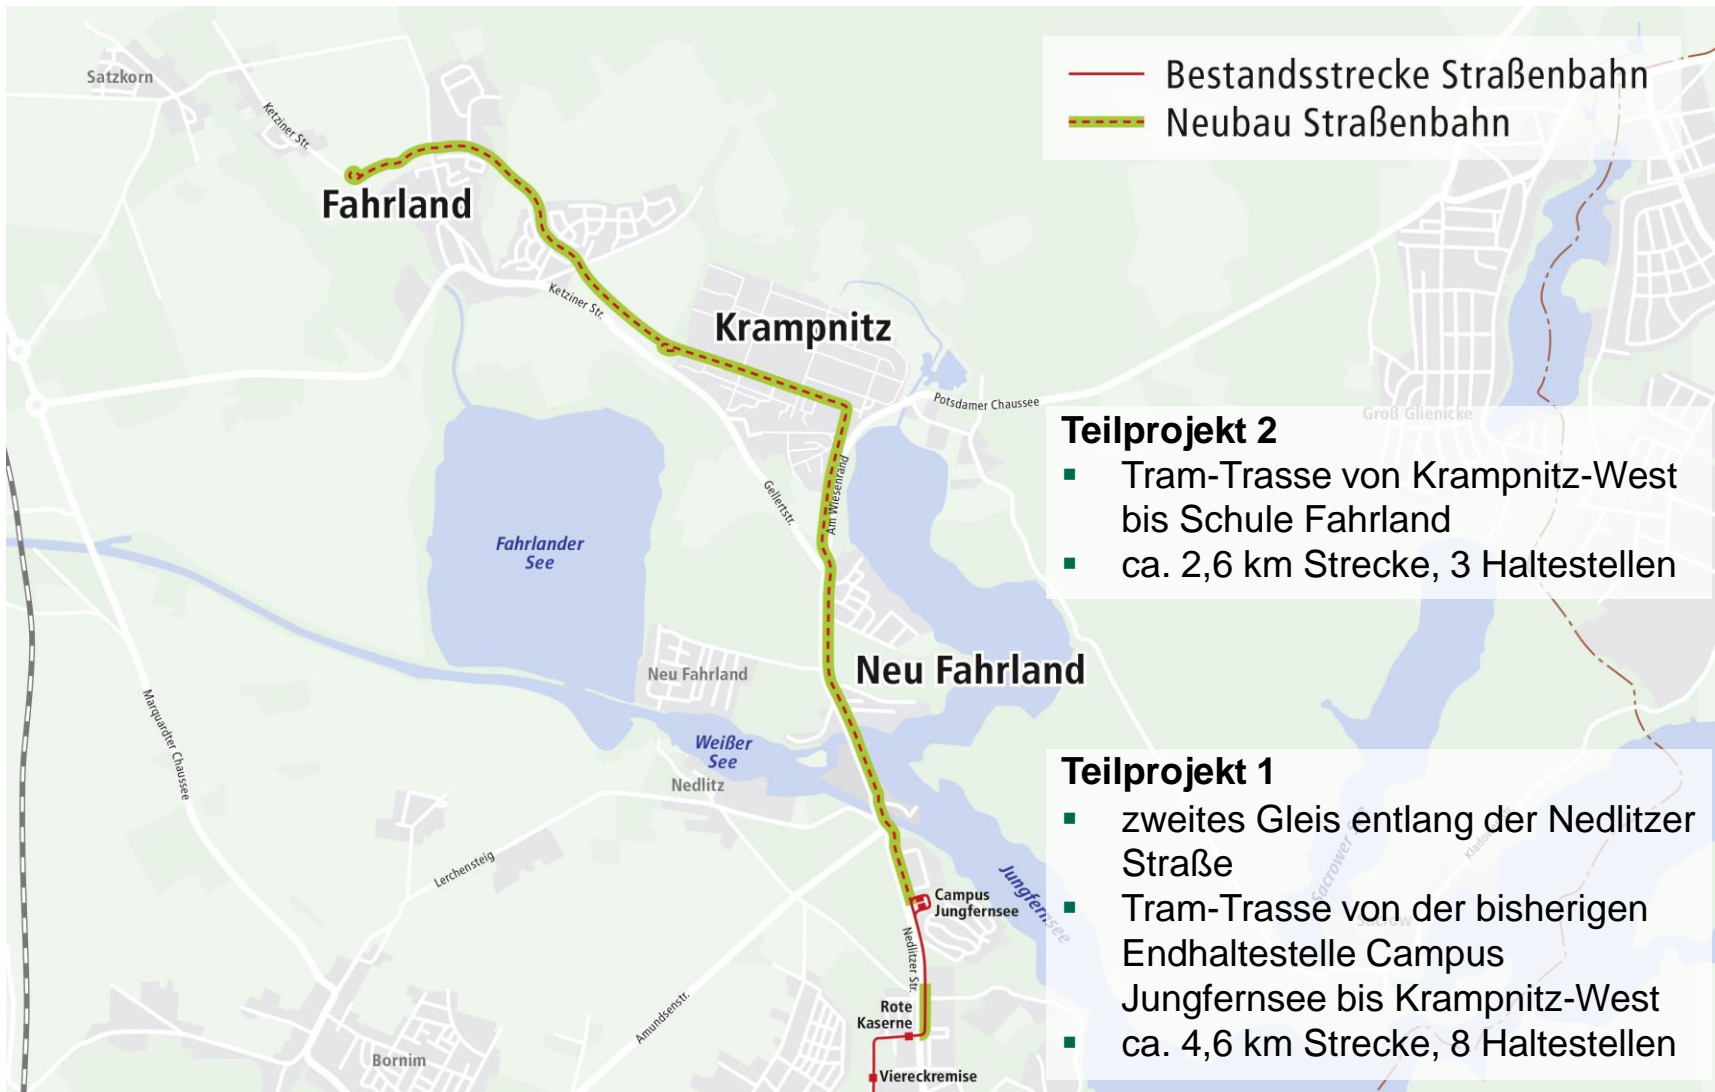 Bestandsstrecke Straßenbahn
Neubau Straßenbahn
Satzkorn
Ketziner Str.
Fahrland
Ketziner Str.
Krampnitz
Potsdamer Chaussee
Groß Glienicke
Teilprojekt 2
▪ Tram-Trasse von Krampnitz-West
bis Schule Fahrland
▪ ca. 2,6 km Strecke, 3 Haltestellen
Gellertstr.
Am Wiesenrand
Fahrlander
See
Neu Fahrland
Neu Fahrland
Marquardter Chaussee
Weißer
See
Nedlitz
Lerchensteig
Teilprojekt 1
▪ zweites Gleis entlang der Nedlitzer
Straße
▪ Tram-Trasse von der bisherigen
Endhaltestelle Campus
Jungfernsee bis Krampnitz-West
▪ ca. 4,6 km Strecke, 8 Haltestellen
Sacrower
Sacrow
Jungfernsee
Campus
Jungfernsee
Nedlitzer Str.
Amundsenstr.
Rote
Kaserne
Bornim
Viereckremise